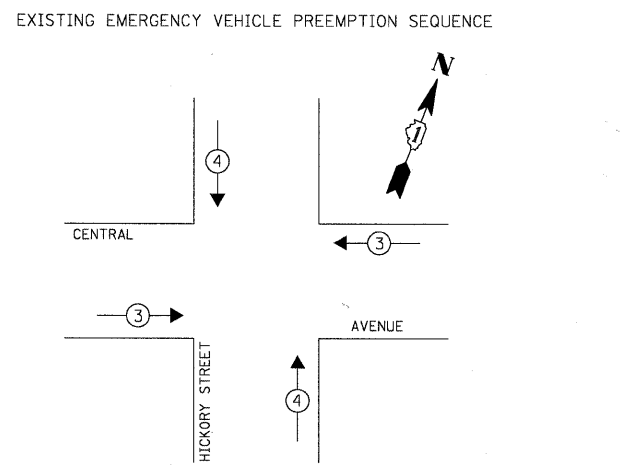 EXISTING EMERGENCY VEHICLE PREEMPTION SEQUENCE
N
1
4
CENTRAL
3
3
AVENUE
HICKORY STREET
4